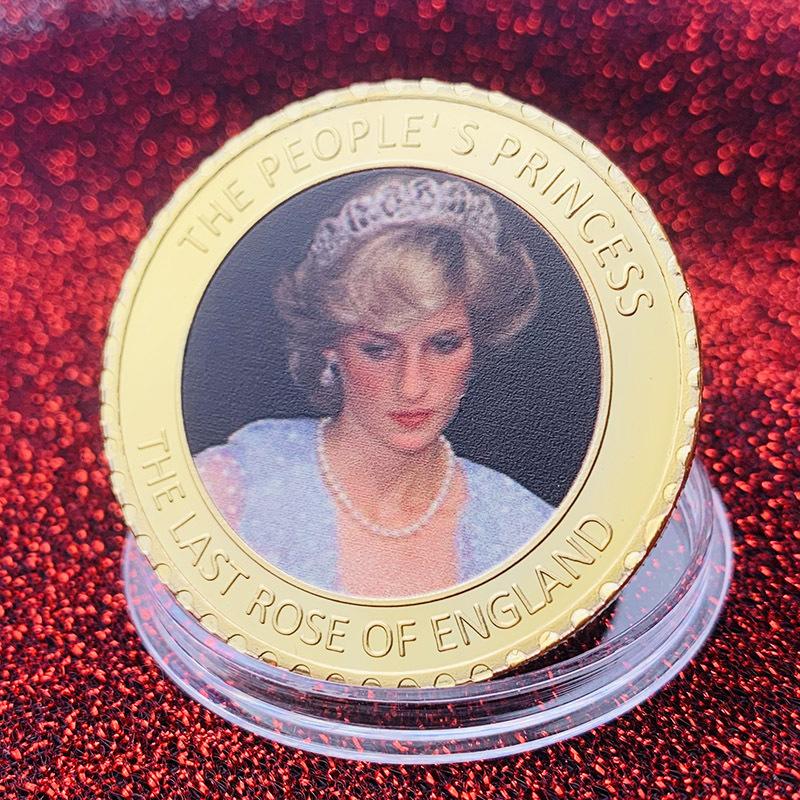 THE PEOPLE'S PRINCESS
THE LAST ROSE OF ENGLAND